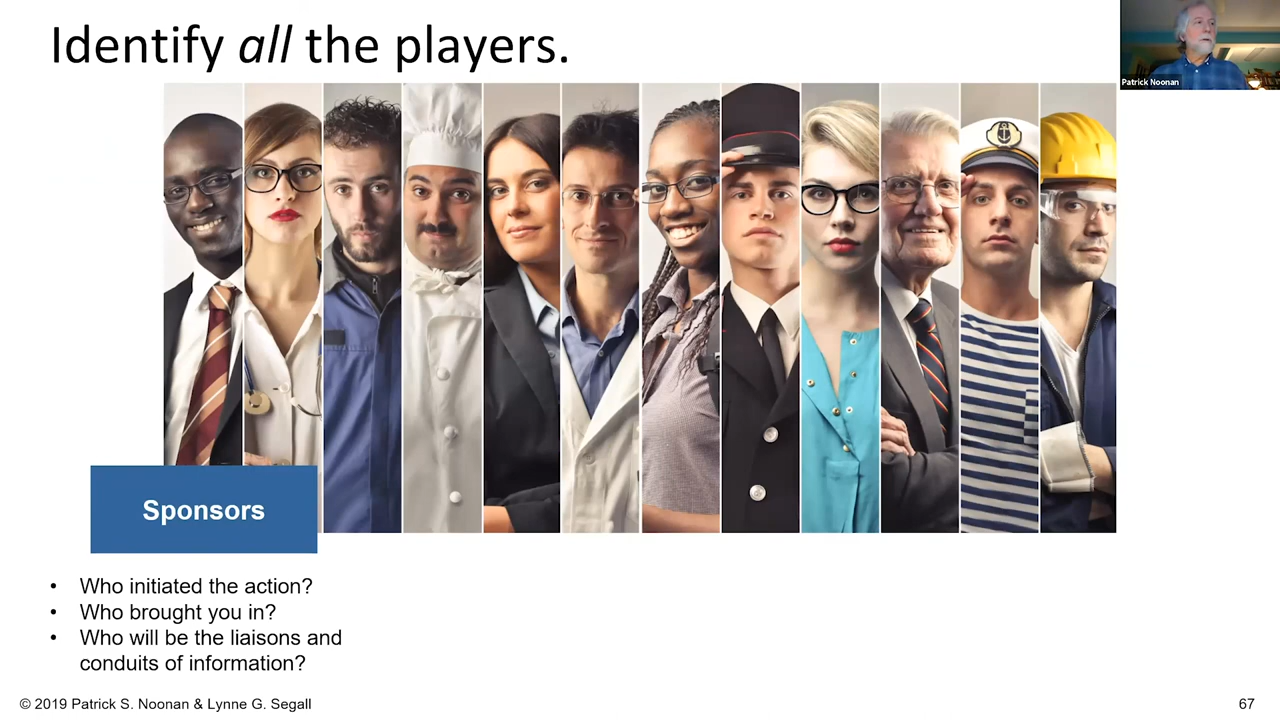 Identify all the players.
Patrick Noonan
Sponsors
• Who initiated the action?
• Who brought you in?
• Who will be the liaisons and
conduits of information?
© 2019 Patrick S. Noonan & Lynne G. Segall
67